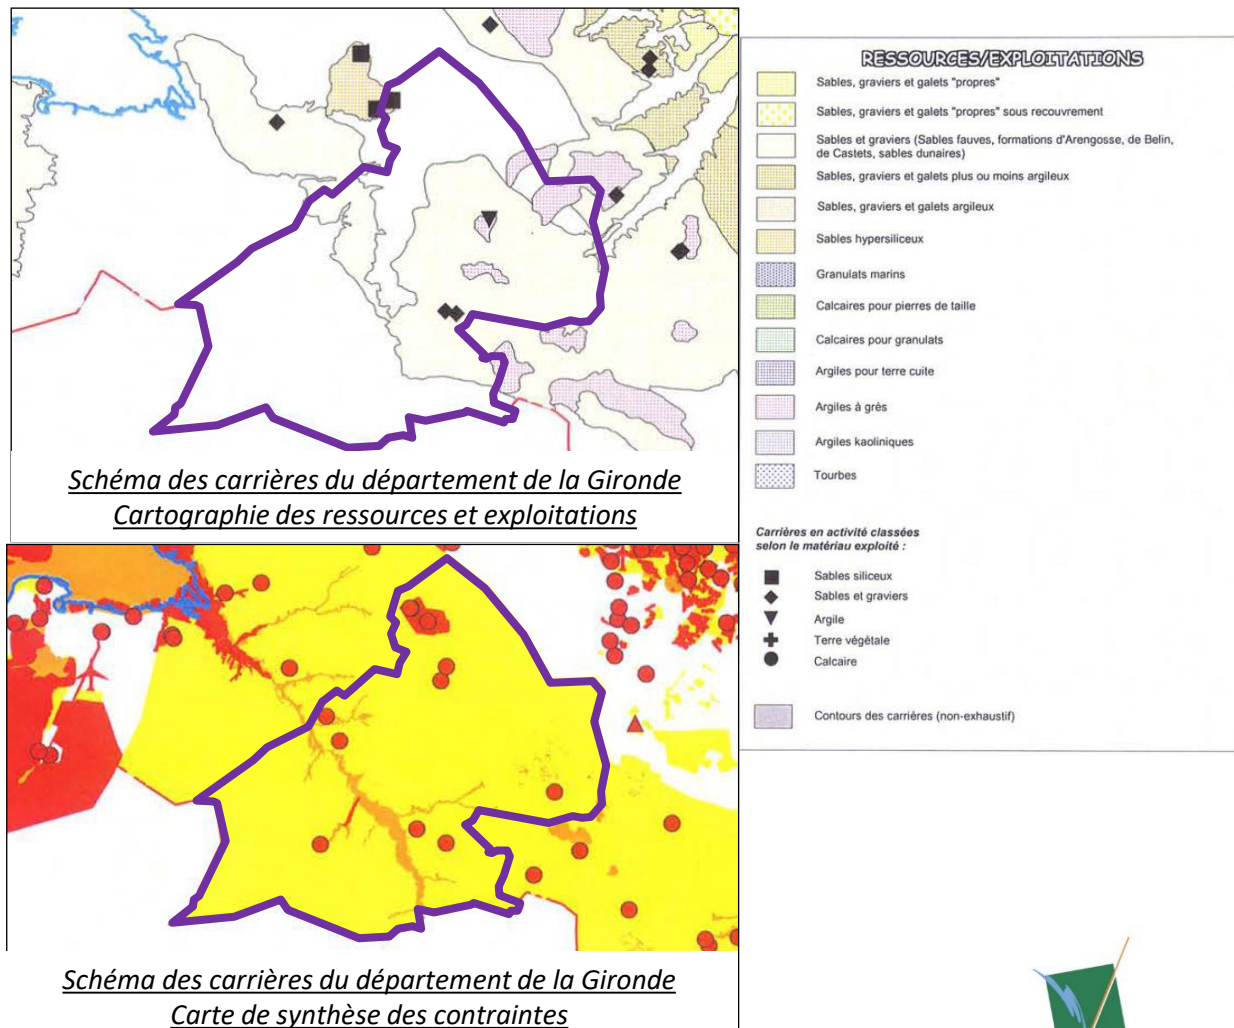 Schéma des carrières du département de la Gironde
Cartographie des ressources et exploitations
Schéma des carrières du département de la Gironde
Carte de synthèse des contraintes
RESSOURCES/EXPLOITATIONS
Sables, graviers et galets "propres"
Sables, graviers et galets "propres" sous recouvrement
Sables et graviers (Sables fauves, formations d'Arengosse, de Belin,
de Castets, sables dunaires)
Sables, graviers et galets plus ou moins argileux
Sables, graviers et galets argileux
Sables hypersiliceux
Granulats marins
Calcaires pour pierres de taille
Calcaires pour granulats
Argiles pour terre cuite
Argiles à grès
Argiles kaoliniques
Tourbes
Carrières en activité classées
selon le matériau exploité :
Sables siliceux
Sables et graviers
Argile
Terre végétale
Calcaire
Contours des carrières (non-exhaustif)